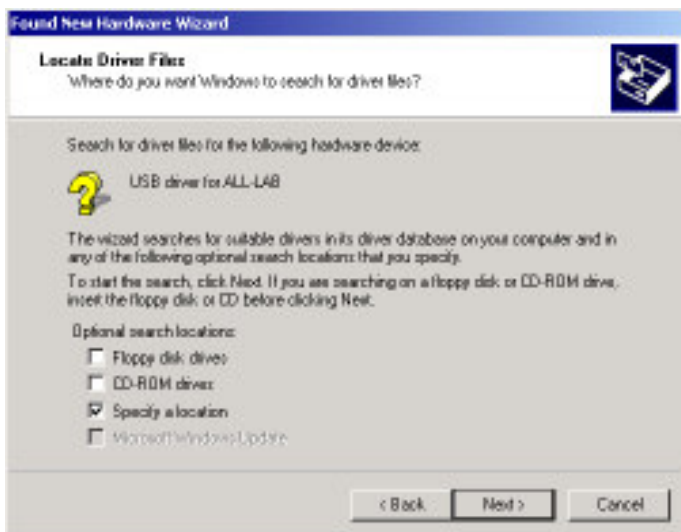 Found New Hardware Wizard
Locate Driver Files
Where do you want Windows to search for driver files?
Search for driver files for the following hardware device:
USB driver for ALL-LAB
The wizard searches for suitable drivers in its driver database on your computer and in
any of the following optional search locations that you specify.
To start the search, click Next. If you are searching on a floppy disk or CD-ROM drive,
insert the floppy disk or CD before clicking Next.
Optional search locations:
Floppy disk drives
CD-ROM drives
Specify a location
Microsoft Windows Update
< Back
Next >
Cancel